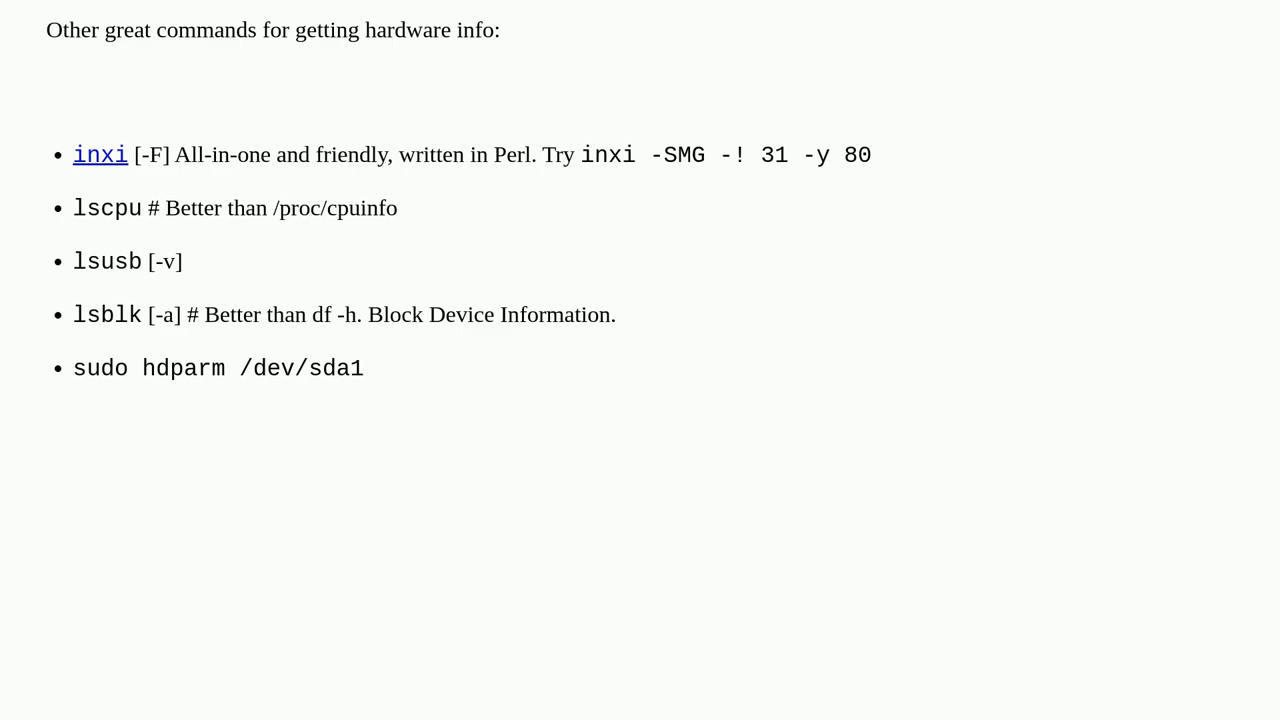 Other great commands for getting hardware info:
• inxi [-F] All-in-one and friendly, written in Perl. Try inxi -SMG -! 31 -y 80
• lscpu # Better than /proc/cpuinfo
• lsusb [-v]
• lsblk [-a] # Better than df -h. Block Device Information.
• sudo hdparm /dev/sda1